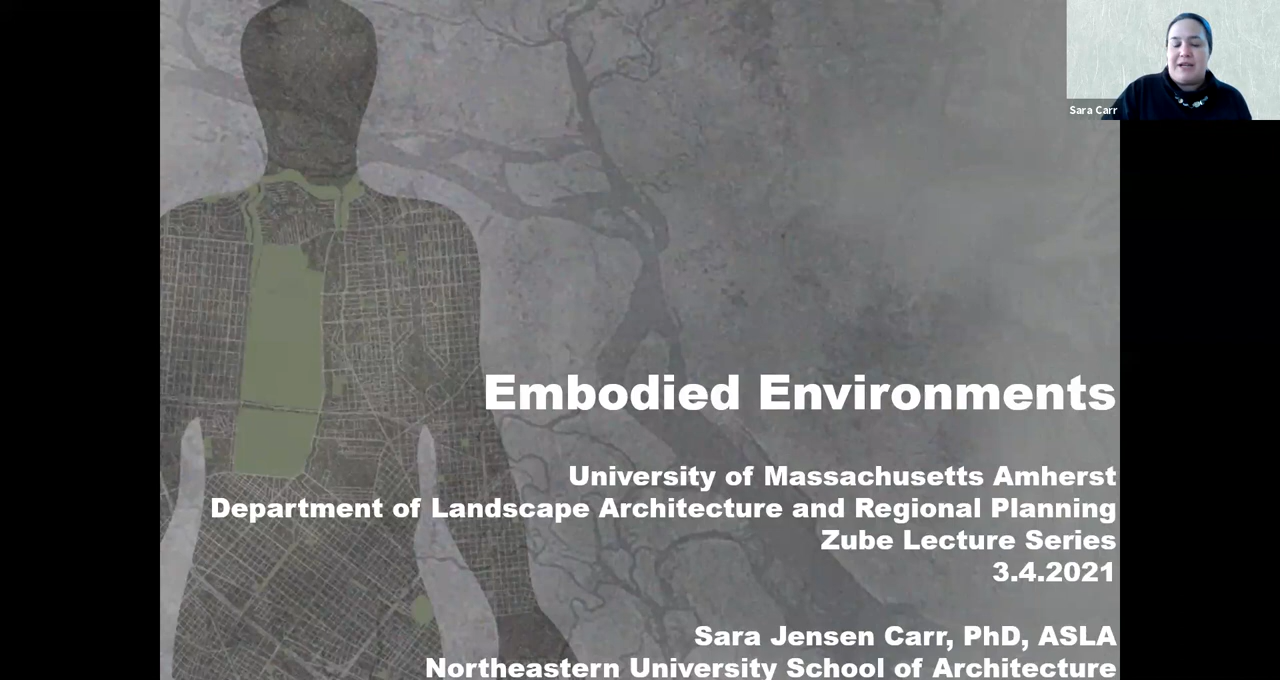 Sara Carr
Embodied Environments
University of Massachusetts Amherst
Department of Landscape Architecture and Regional Planning
Zube Lecture Series
3.4.2021
Sara Jensen Carr, PhD, ASLA
Northeastern University School of Architecture